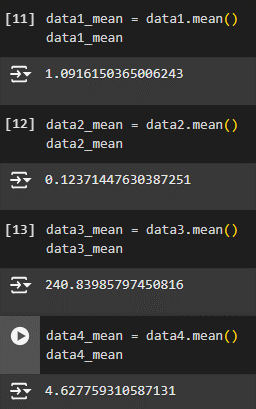 [11] data1_mean = data1.mean()
data1_mean
1.0916150365006243
[12] data2_mean = data2.mean()
data2_mean
0.12371447630387251
[13] data3_mean = data3.mean()
data3_mean
240.83985797450816
data4_mean = data4.mean()
data4_mean
4.627759310587131